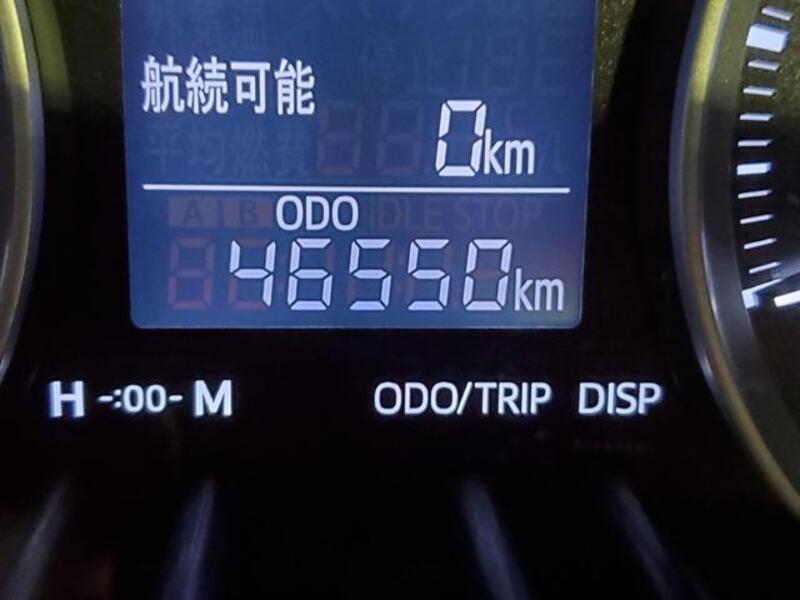 航続可能
0km
ODO
46550km
H -:00- M ODO/TRIP DISP